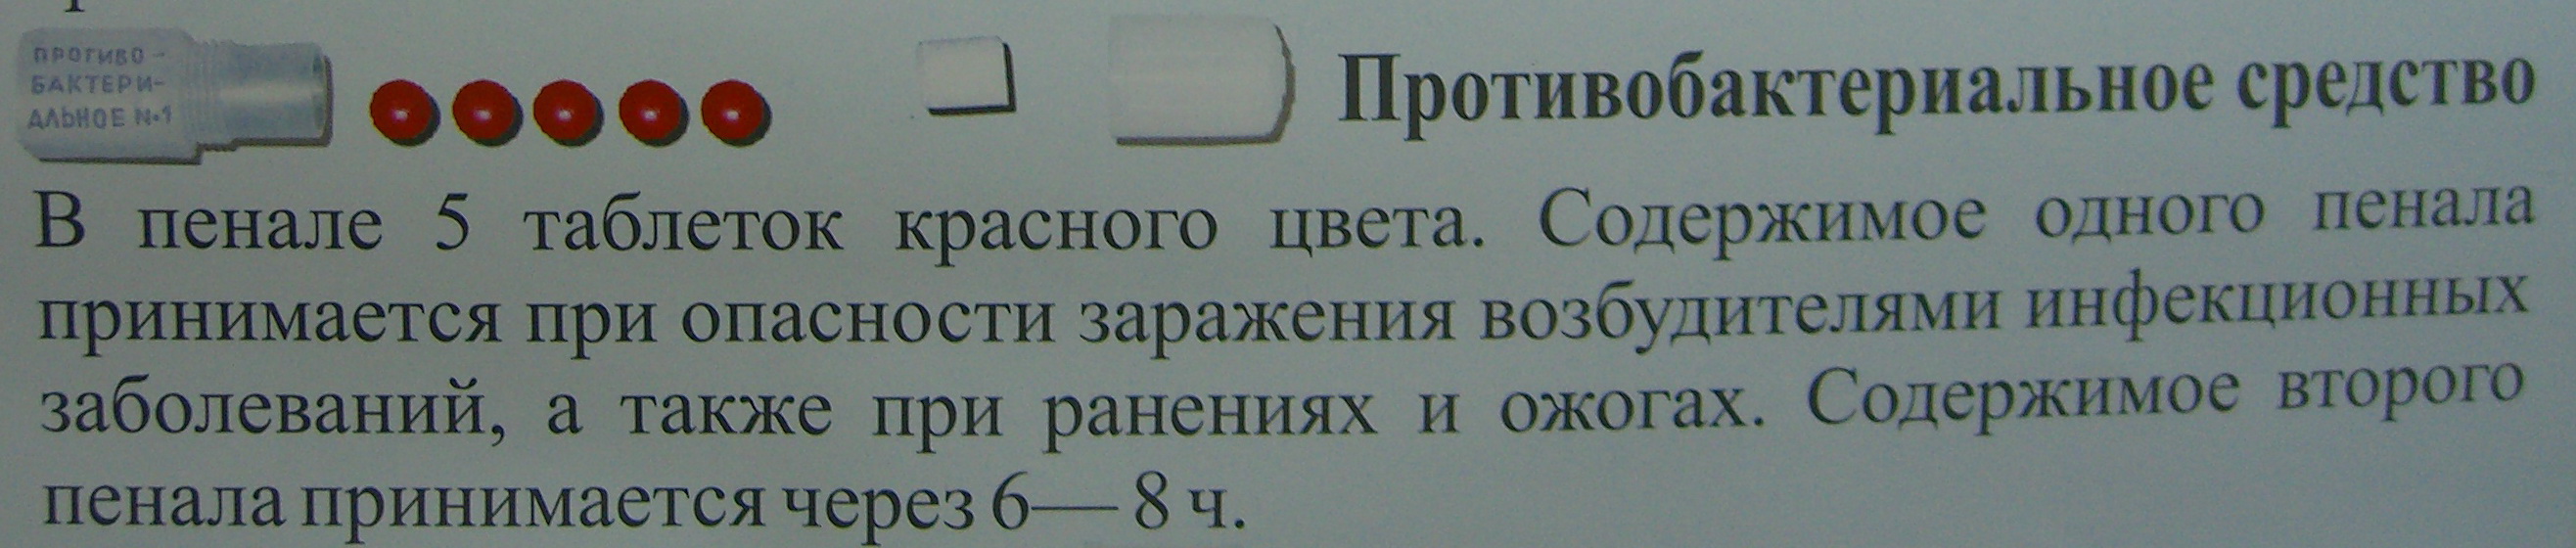 ПРОТИВО-
БАКТЕРИ-
АЛЬНОЕ №1
Противобактериальное средство
В пенале 5 таблеток красного цвета. Содержимое одного пенала
принимается при опасности заражения возбудителями инфекционных
заболеваний, а также при ранениях и ожогах. Содержимое второго
пенала принимается через 6— 8 ч.